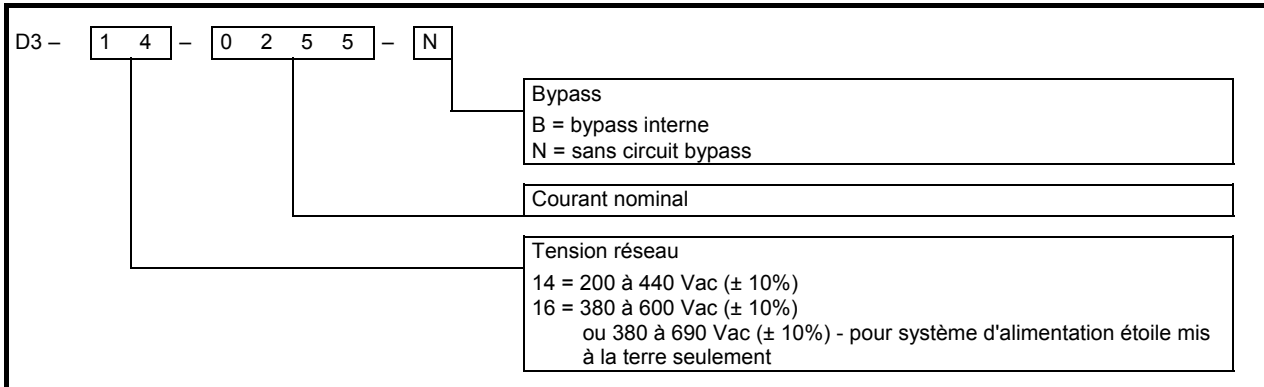 D3 – 1 4 – 0 2 5 5 – N
Bypass
B = bypass interne
N = sans circuit bypass
Courant nominal
Tension réseau
14 = 200 à 440 Vac (± 10%)
16 = 380 à 600 Vac (± 10%)
ou 380 à 690 Vac (± 10%) - pour système d'alimentation étoile mis
à la terre seulement